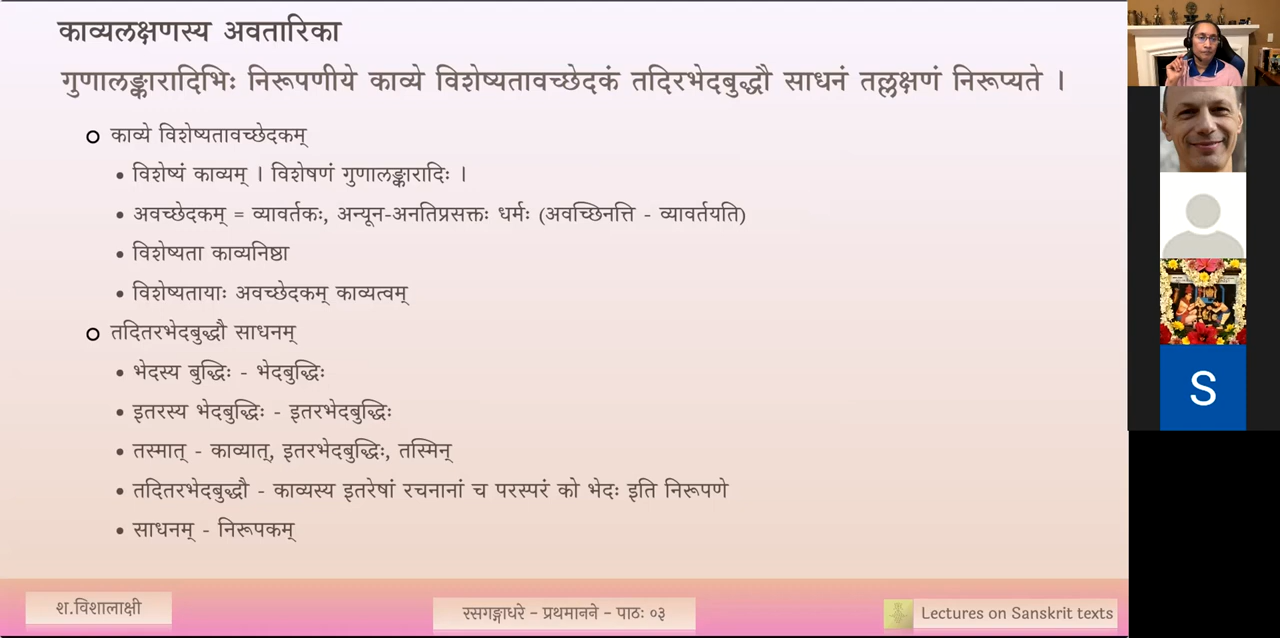 काव्यलक्षणस्य अवतारिका
गुणालङ्कारादिभिः निरूपणीये काव्ये विशेष्यतावच्छेदकं तदिरभेदबुद्धौ साधनं तल्लक्षणं निरूप्यते ।
काव्ये विशेष्यतावच्छेदकम्
विशेष्यं काव्यम् । विशेषणं गुणालङ्कारादिः ।
अवच्छेदकम् = व्यावर्तकः, अन्यून-अनतिप्रसक्तः धर्मः (अवच्छिनत्ति - व्यावर्तयति)
विशेष्यता काव्यनिष्ठा
विशेष्यतायाः अवच्छेदकम् काव्यत्वम्
तदितरभेदबुद्धौ साधनम्
भेदस्य बुद्धिः - भेदबुद्धिः
इतरस्य भेदबुद्धिः - इतरभेदबुद्धिः
तस्मात् - काव्यात्, इतरभेदबुद्धिः, तस्मिन्
तदितरभेदबुद्धौ - काव्यस्य इतरेषां रचनानां च परस्परं को भेदः इति निरूपणे
साधनम् - निरूपकम्
S
श.विशालाक्षी
रसगङ्गाधरे - प्रथमानने - पाठः ०३
Lectures on Sanskrit texts